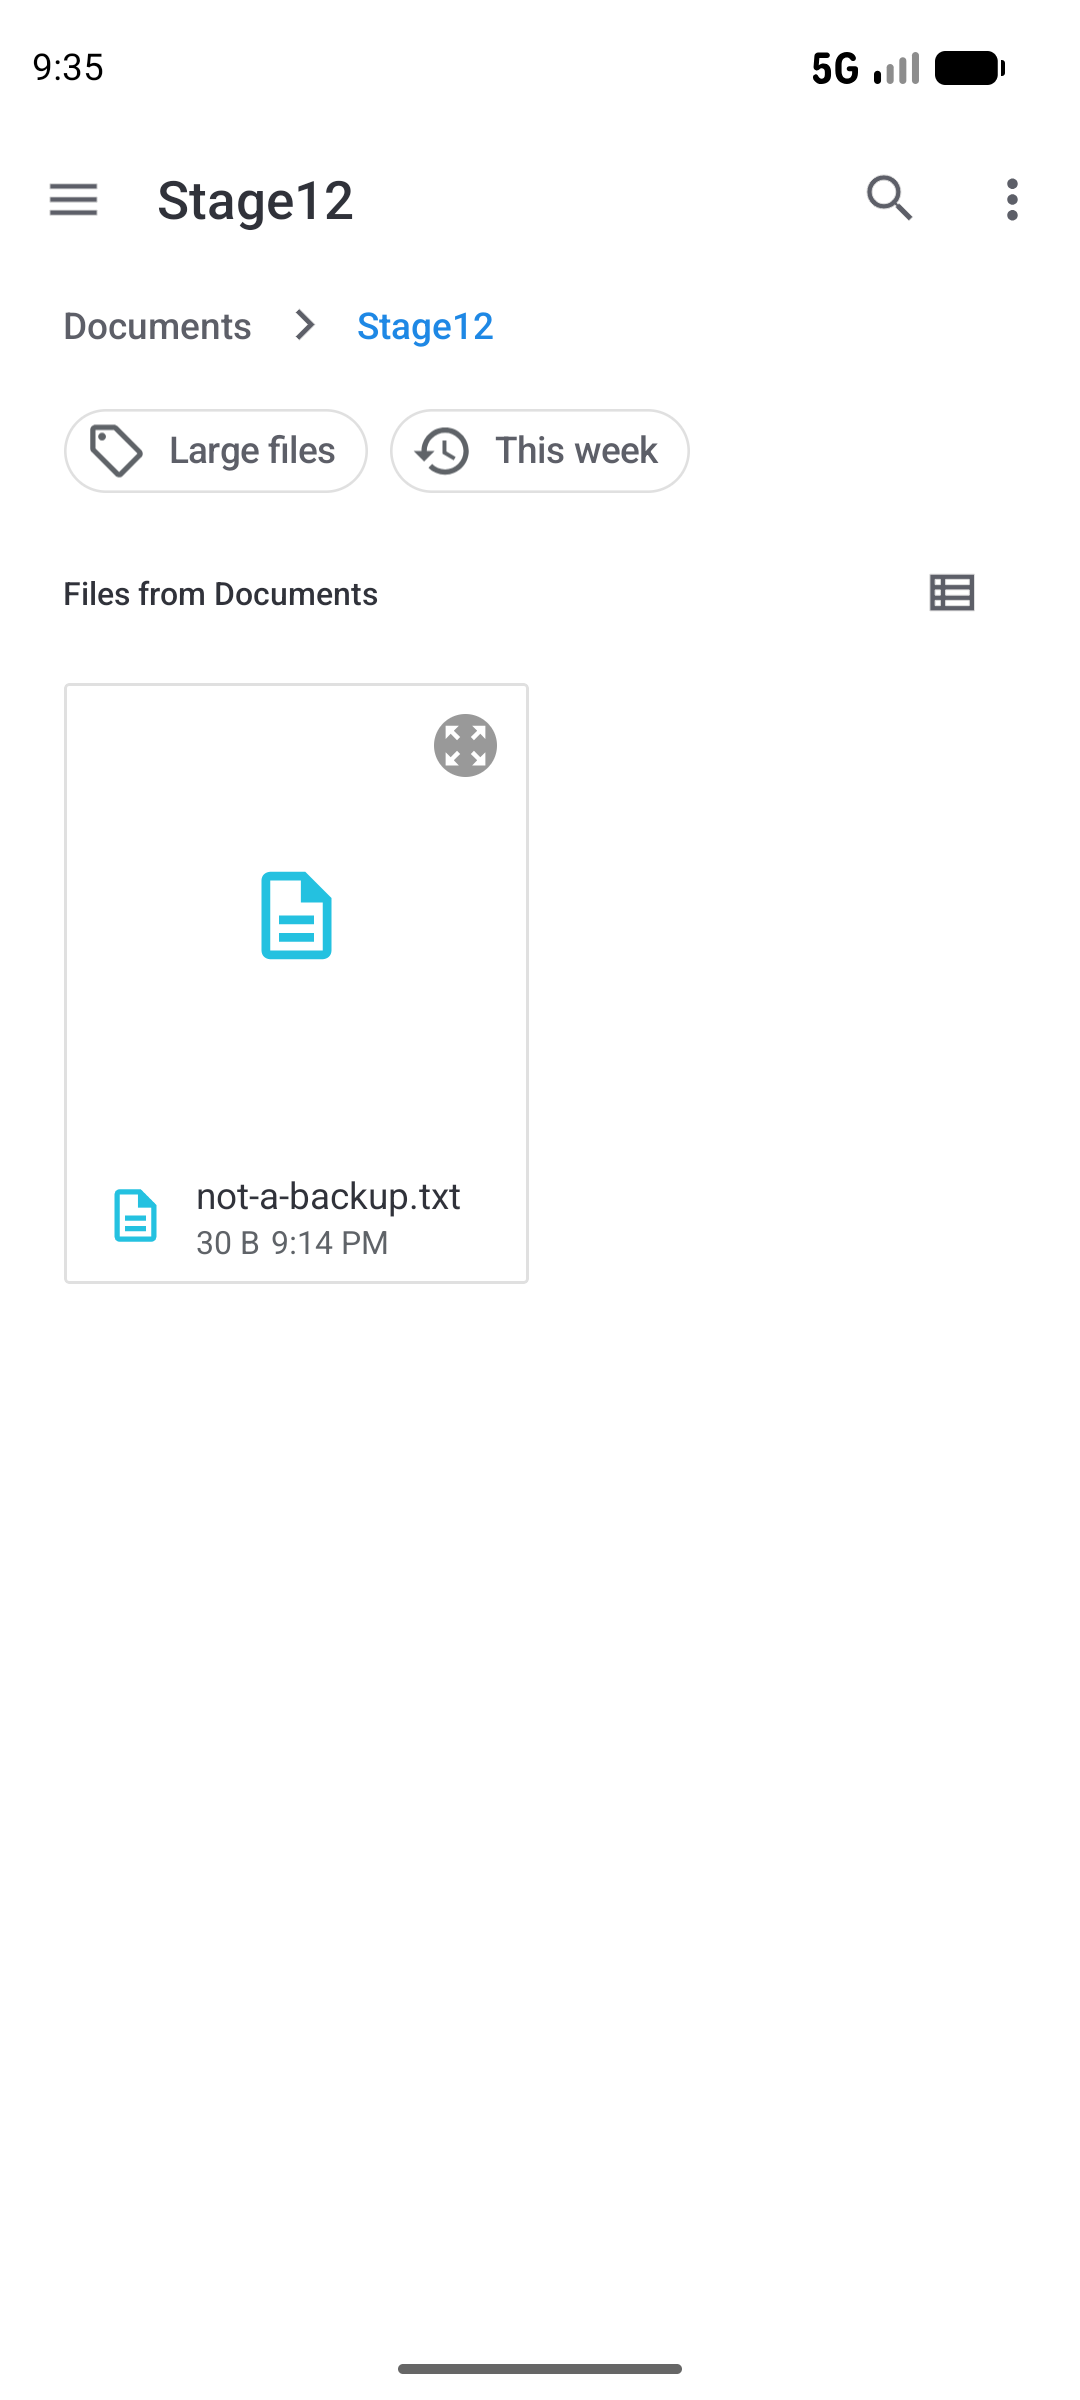 9:35
5G
Stage12
Documents
Stage12
Large files
This week
Files from Documents
not-a-backup.txt
30 B 9:14 PM